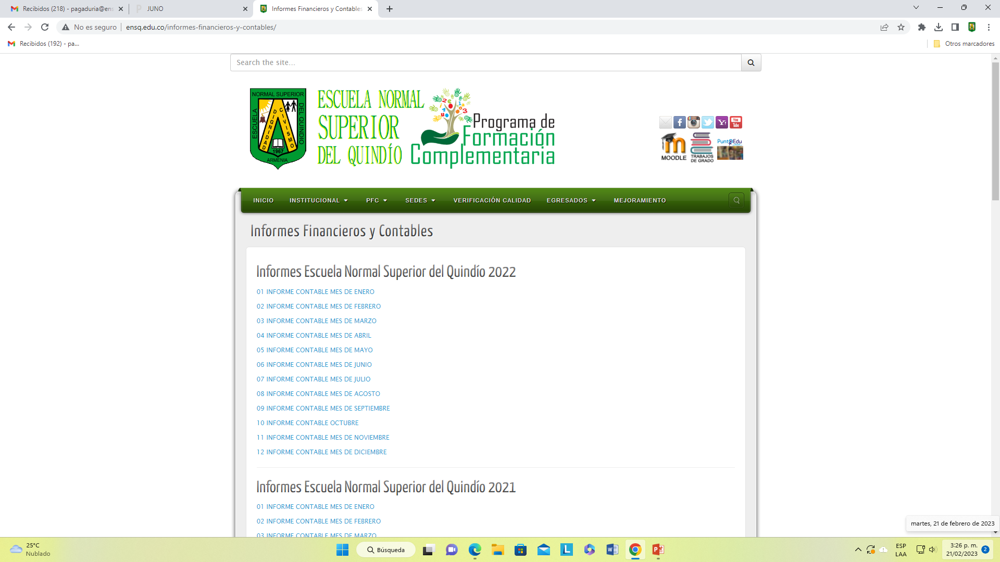 Recibidos (218) - pagaduria@ens
JUNO
Informes Financieros y Contables
No es seguro
ensq.edu.co/informes-financieros-y-contables/
Recibidos (192) - pa...
Otros marcadores
Search the site...
NORMAL SUPERIOR
ESCUELA
DEL QUINDIO
DIGNIDAD
CIVISMO
1967
ARMENIA
ESCUELA NORMAL
SUPERIOR
DEL QUINDÍO
Programa de
Formación
Complementaria
You
Tube
MOODLE
TRABAJOS
DE GRADO
PuntoEdu
INICIO
INSTITUCIONAL
PFC
SEDES
VERIFICACIÓN CALIDAD
EGRESADOS
MEJORAMIENTO
Informes Financieros y Contables
Informes Escuela Normal Superior del Quindío 2022
01 INFORME CONTABLE MES DE ENERO
02 INFORME CONTABLE MES DE FEBRERO
03 INFORME CONTABLE MES DE MARZO
04 INFORME CONTABLE MES DE ABRIL
05 INFORME CONTABLE MES DE MAYO
06 INFORME CONTABLE MES DE JUNIO
07 INFORME CONTABLE MES DE JULIO
08 INFORME CONTABLE MES DE AGOSTO
09 INFORME CONTABLE MES DE SEPTIEMBRE
10 INFORME CONTABLE OCTUBRE
11 INFORME CONTABLE MES DE NOVIEMBRE
12 INFORME CONTABLE MES DE DICIEMBRE
Informes Escuela Normal Superior del Quindío 2021
01 INFORME CONTABLE MES DE ENERO
02 INFORME CONTABLE MES DE FEBRERO
03 INFORME CONTABLE MES DE MARZO
martes, 21 de febrero de 2023
25°C
Nublado
Búsqueda
ESP
LAA
3:26 p. m.
21/02/2023
2